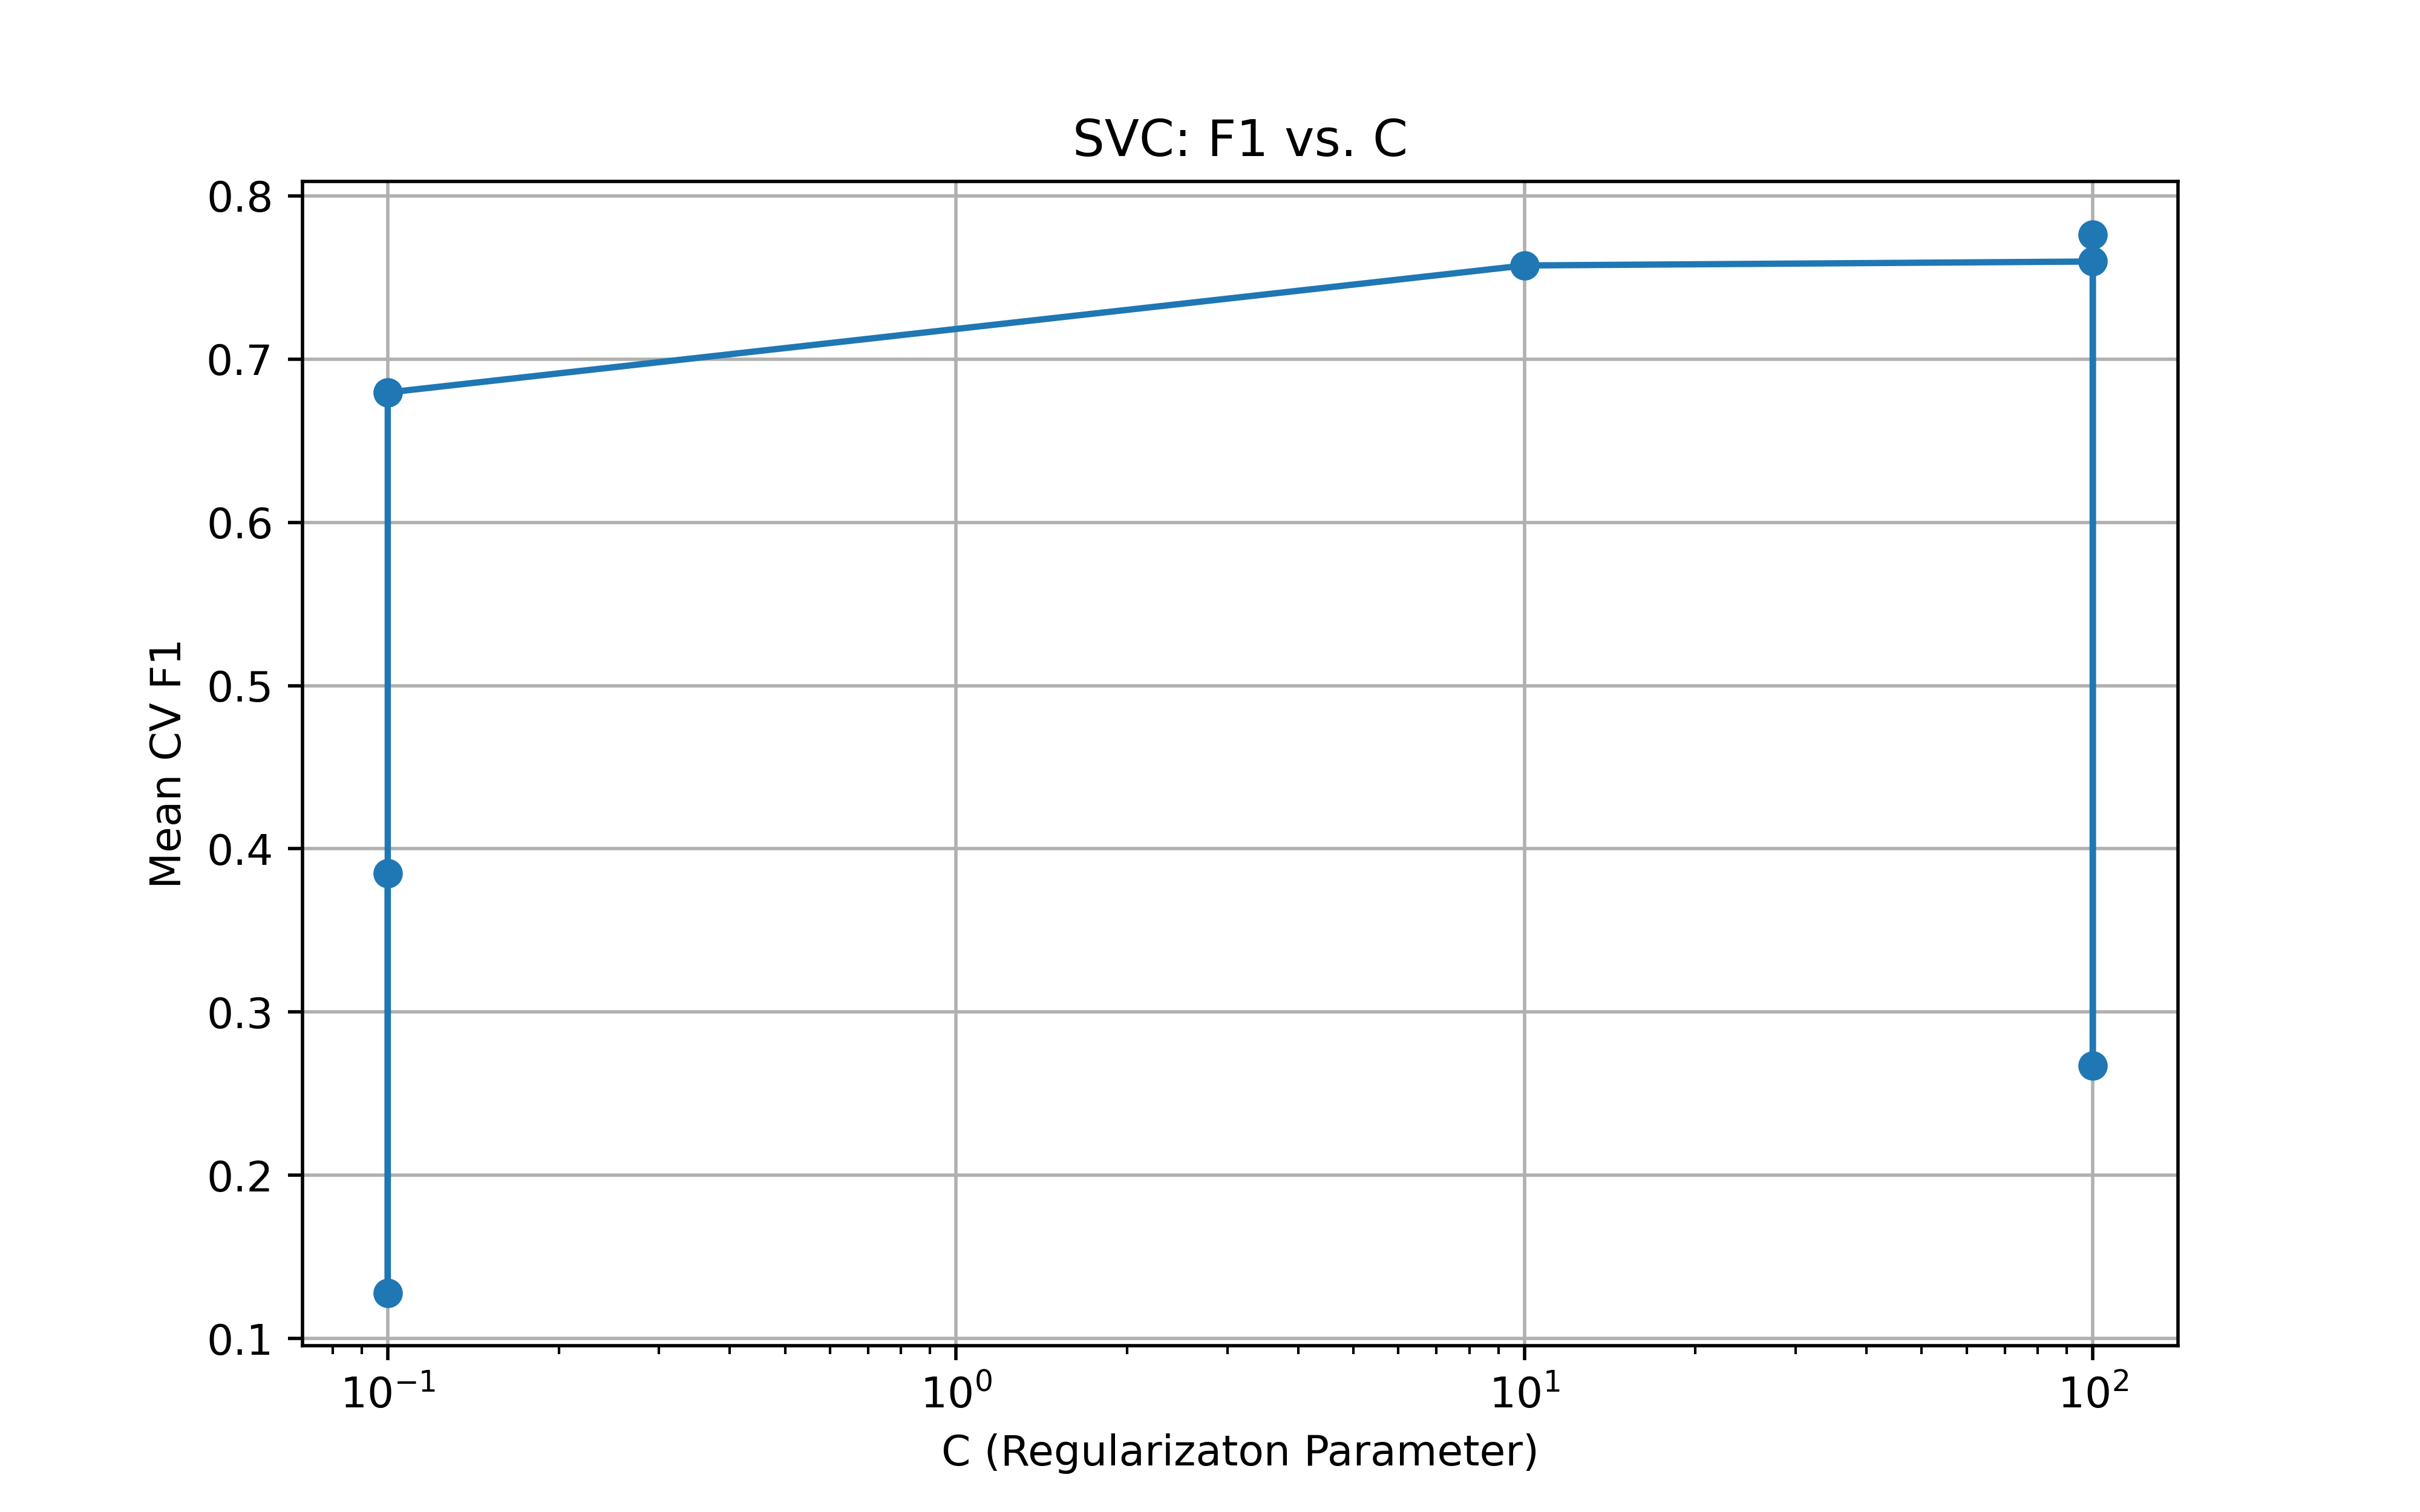 SVC: F1 vs. C
Mean CV F1
0.8
0.7
0.6
0.5
0.4
0.3
0.2
0.1
10⁻¹ 10⁰ 10¹ 10²
C (Regularizaton Parameter)